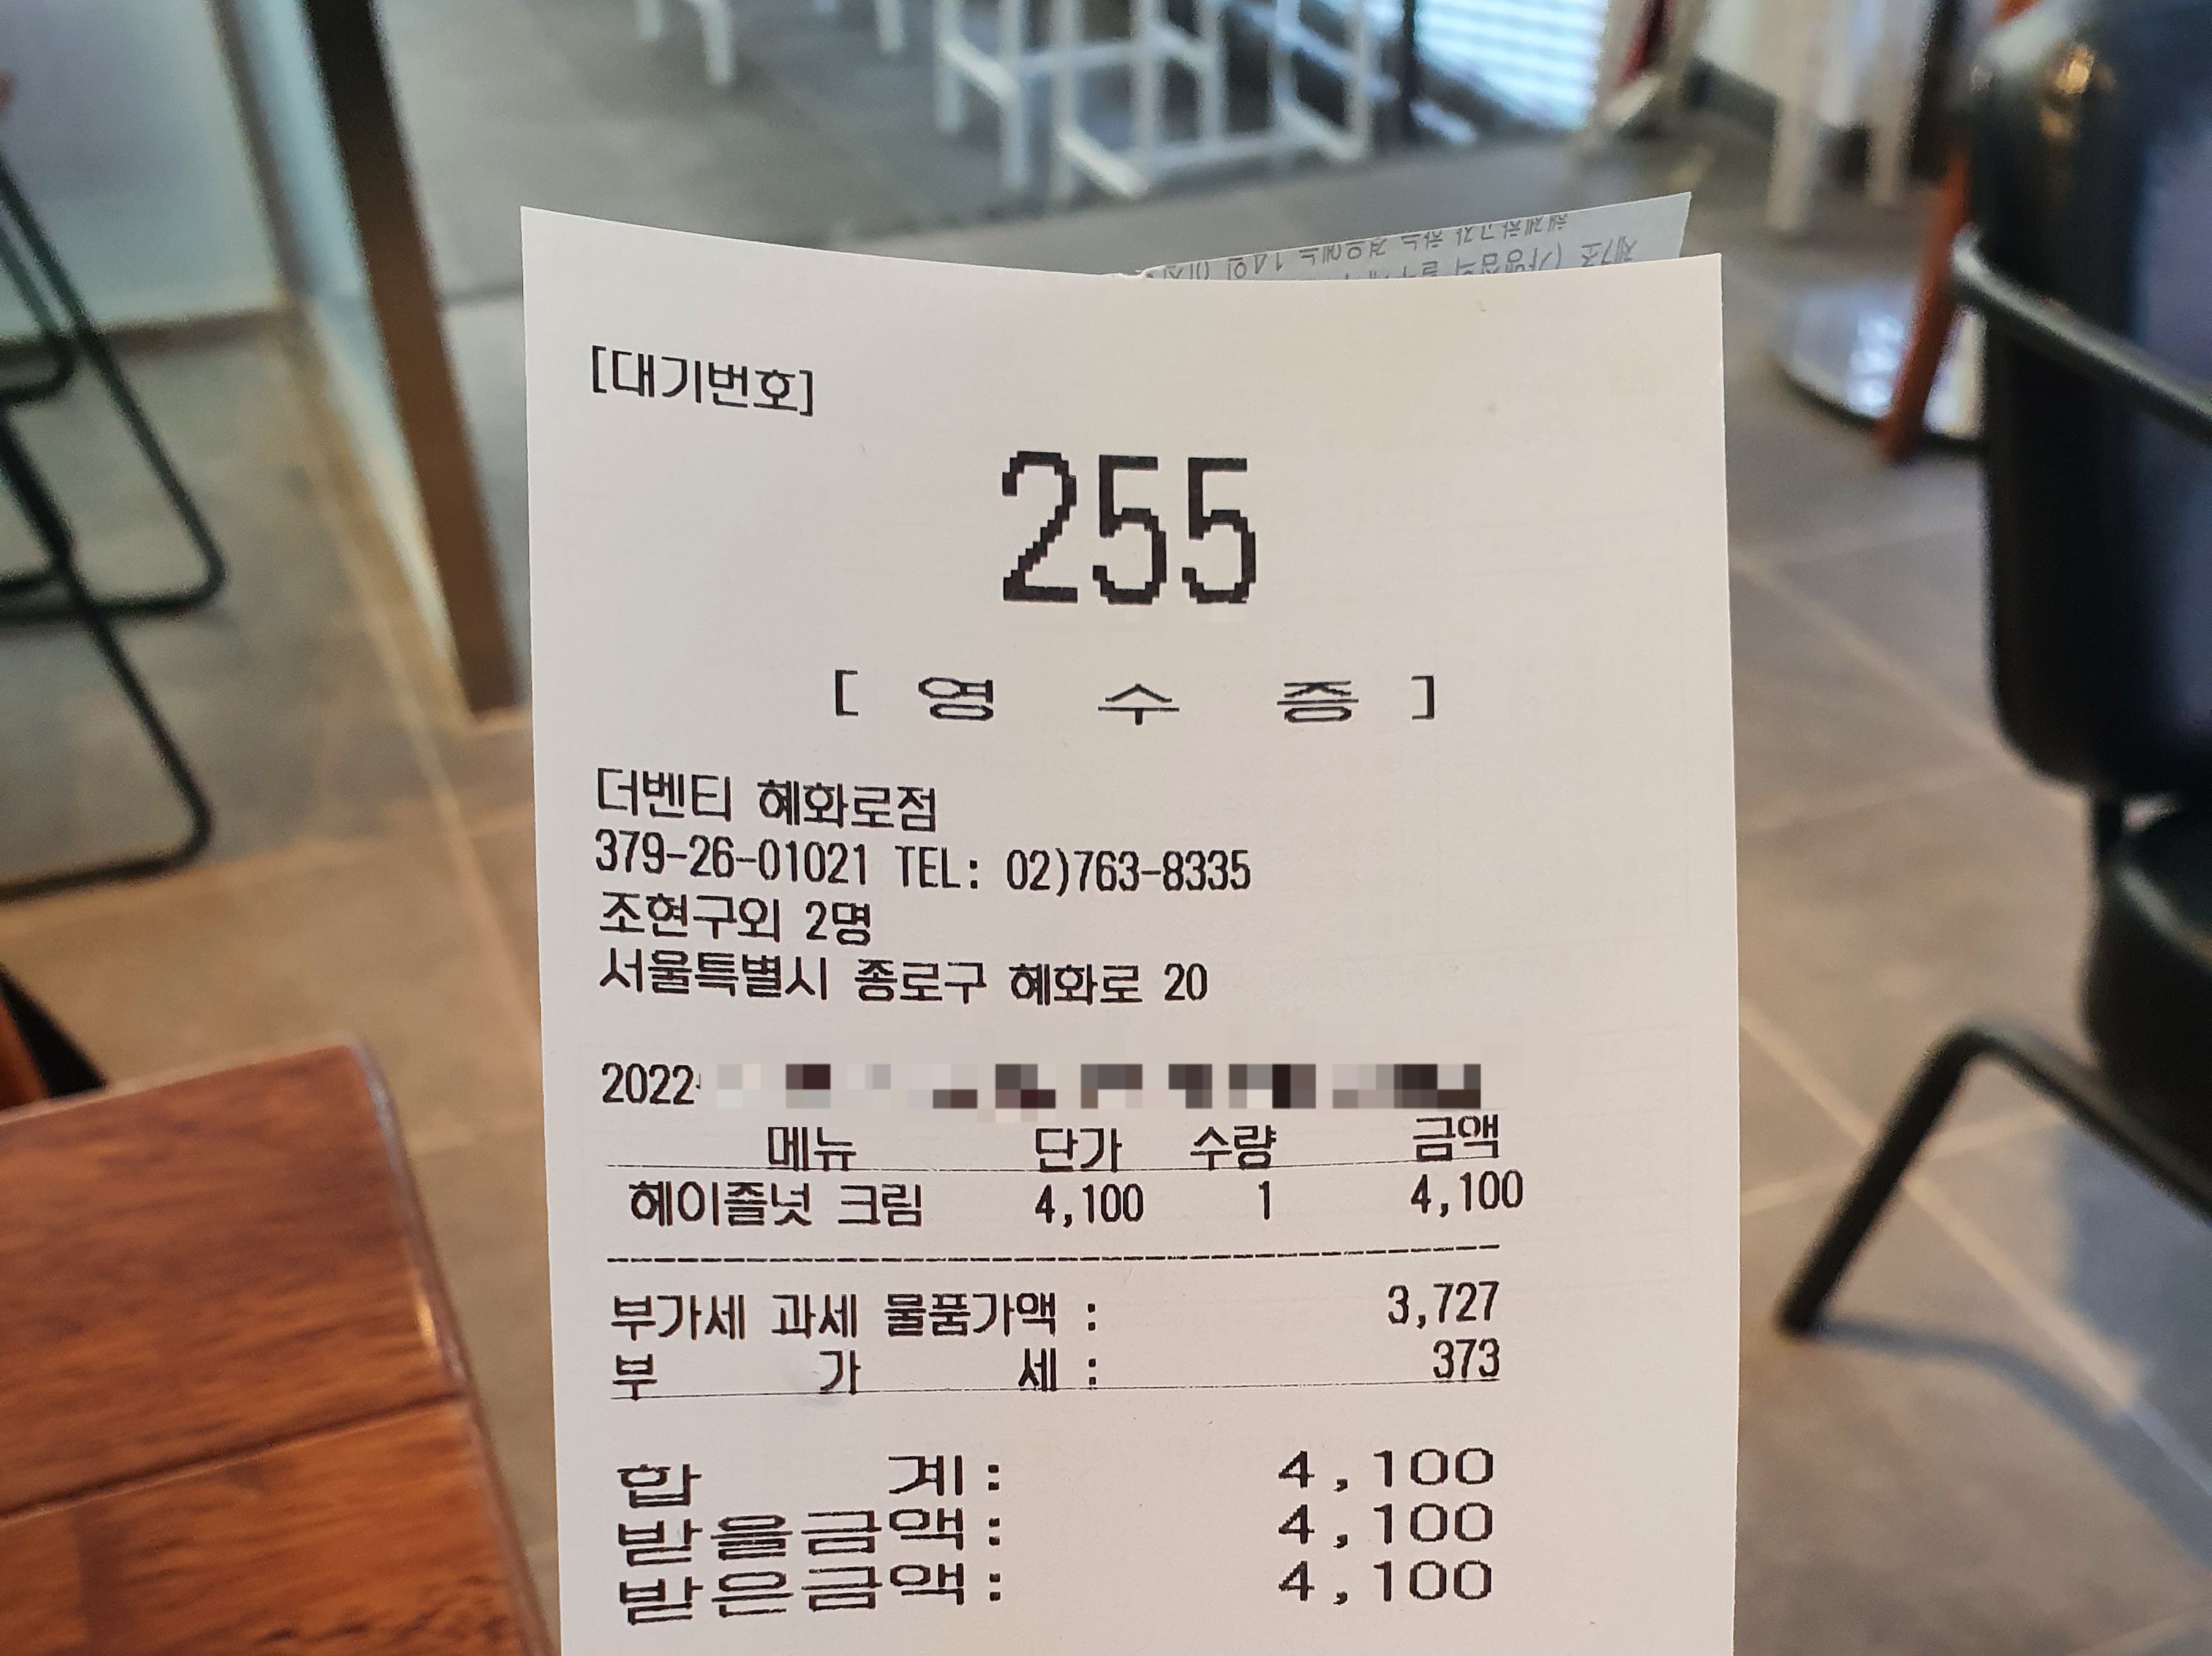 [대기번호]
255
[ 영 수 증 ]
더벤티 혜화로점
379-26-01021 TEL: 02)763-8335
조현구외 2명
서울특별시 종로구 혜화로 20
2022-
메뉴 단가 수량 금액
헤이즐넛 크림 4,100 1 4,100
부가세 과세 물품가액 : 3,727
부 가 세 : 373
합 계: 4,100
받을금액: 4,100
받은금액: 4,100